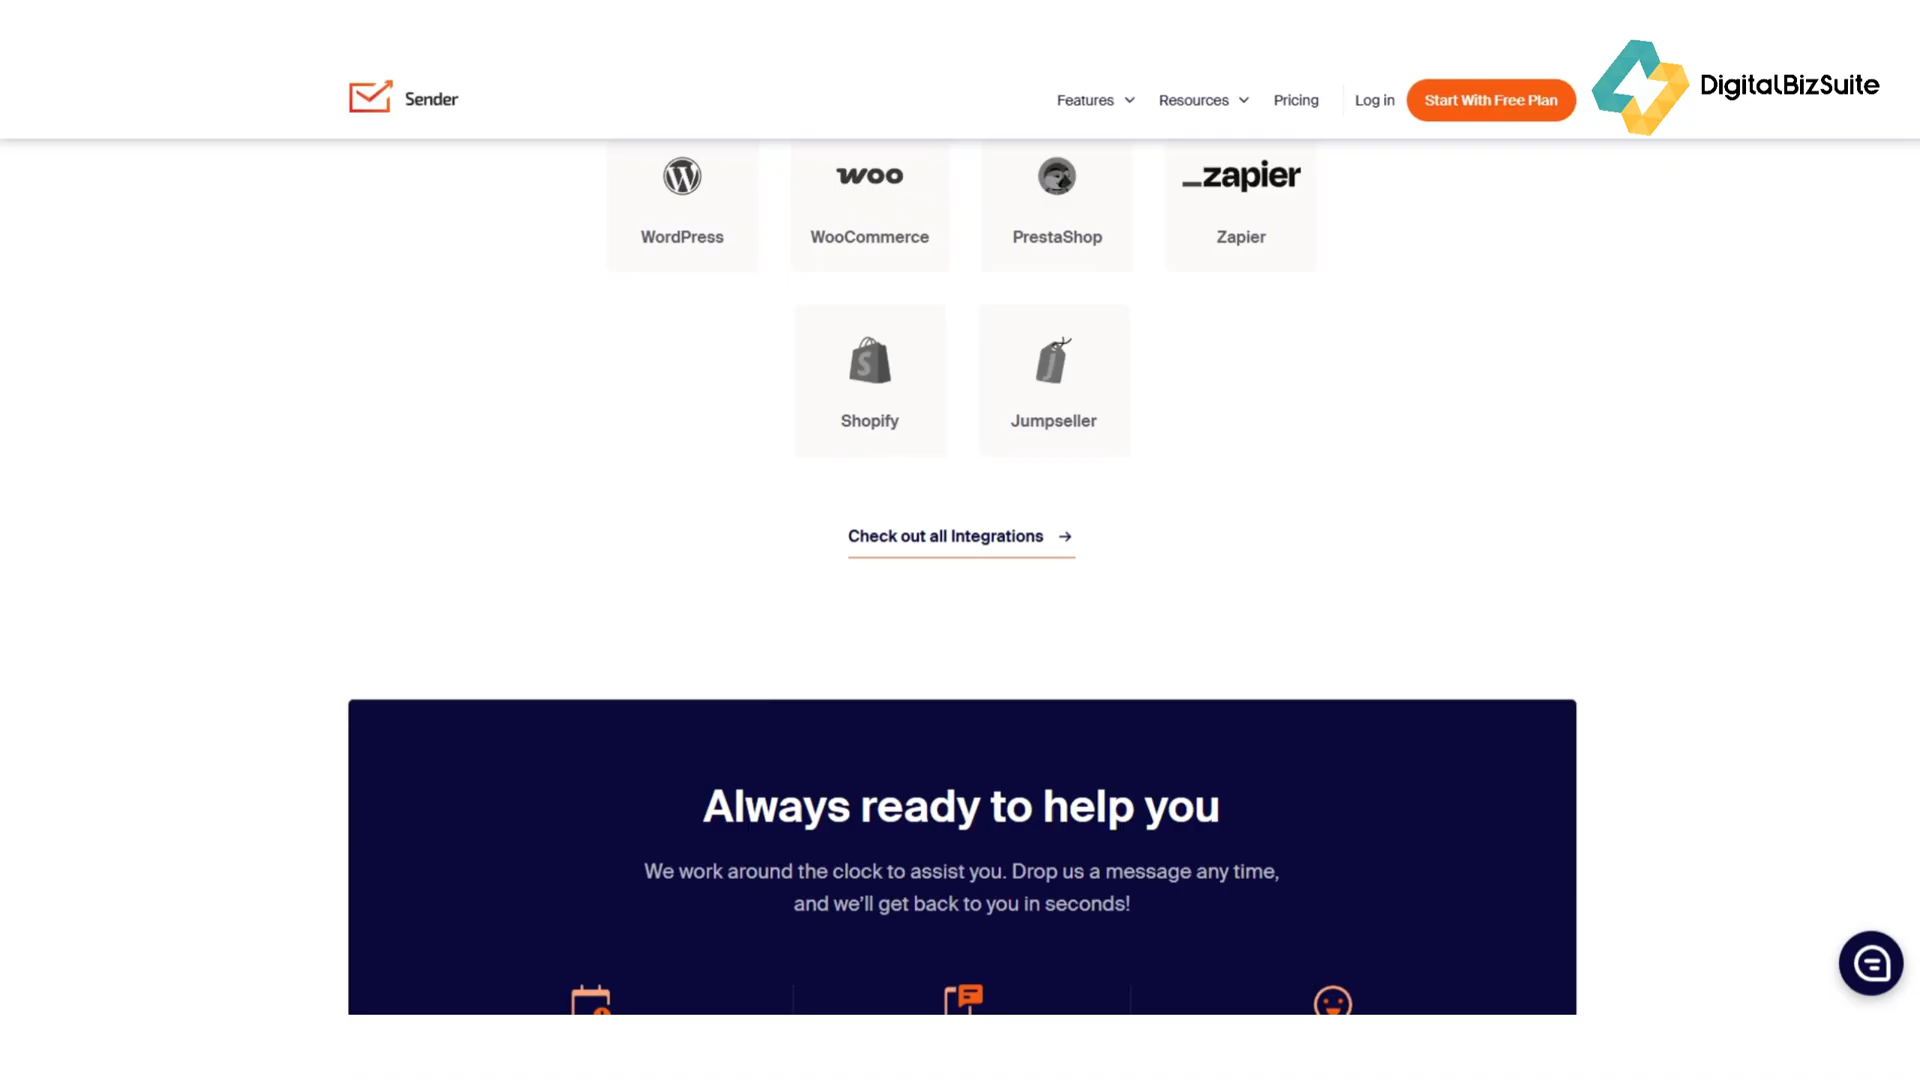 Sender
Features
Resources
Pricing
Log in
Start With Free Plan
DigitalBizSuite
woo
_zapier
WordPress
WooCommerce
PrestaShop
Zapier
Shopify
Jumpseller
Check out all Integrations →
Always ready to help you
We work around the clock to assist you. Drop us a message any time,
and we’ll get back to you in seconds!